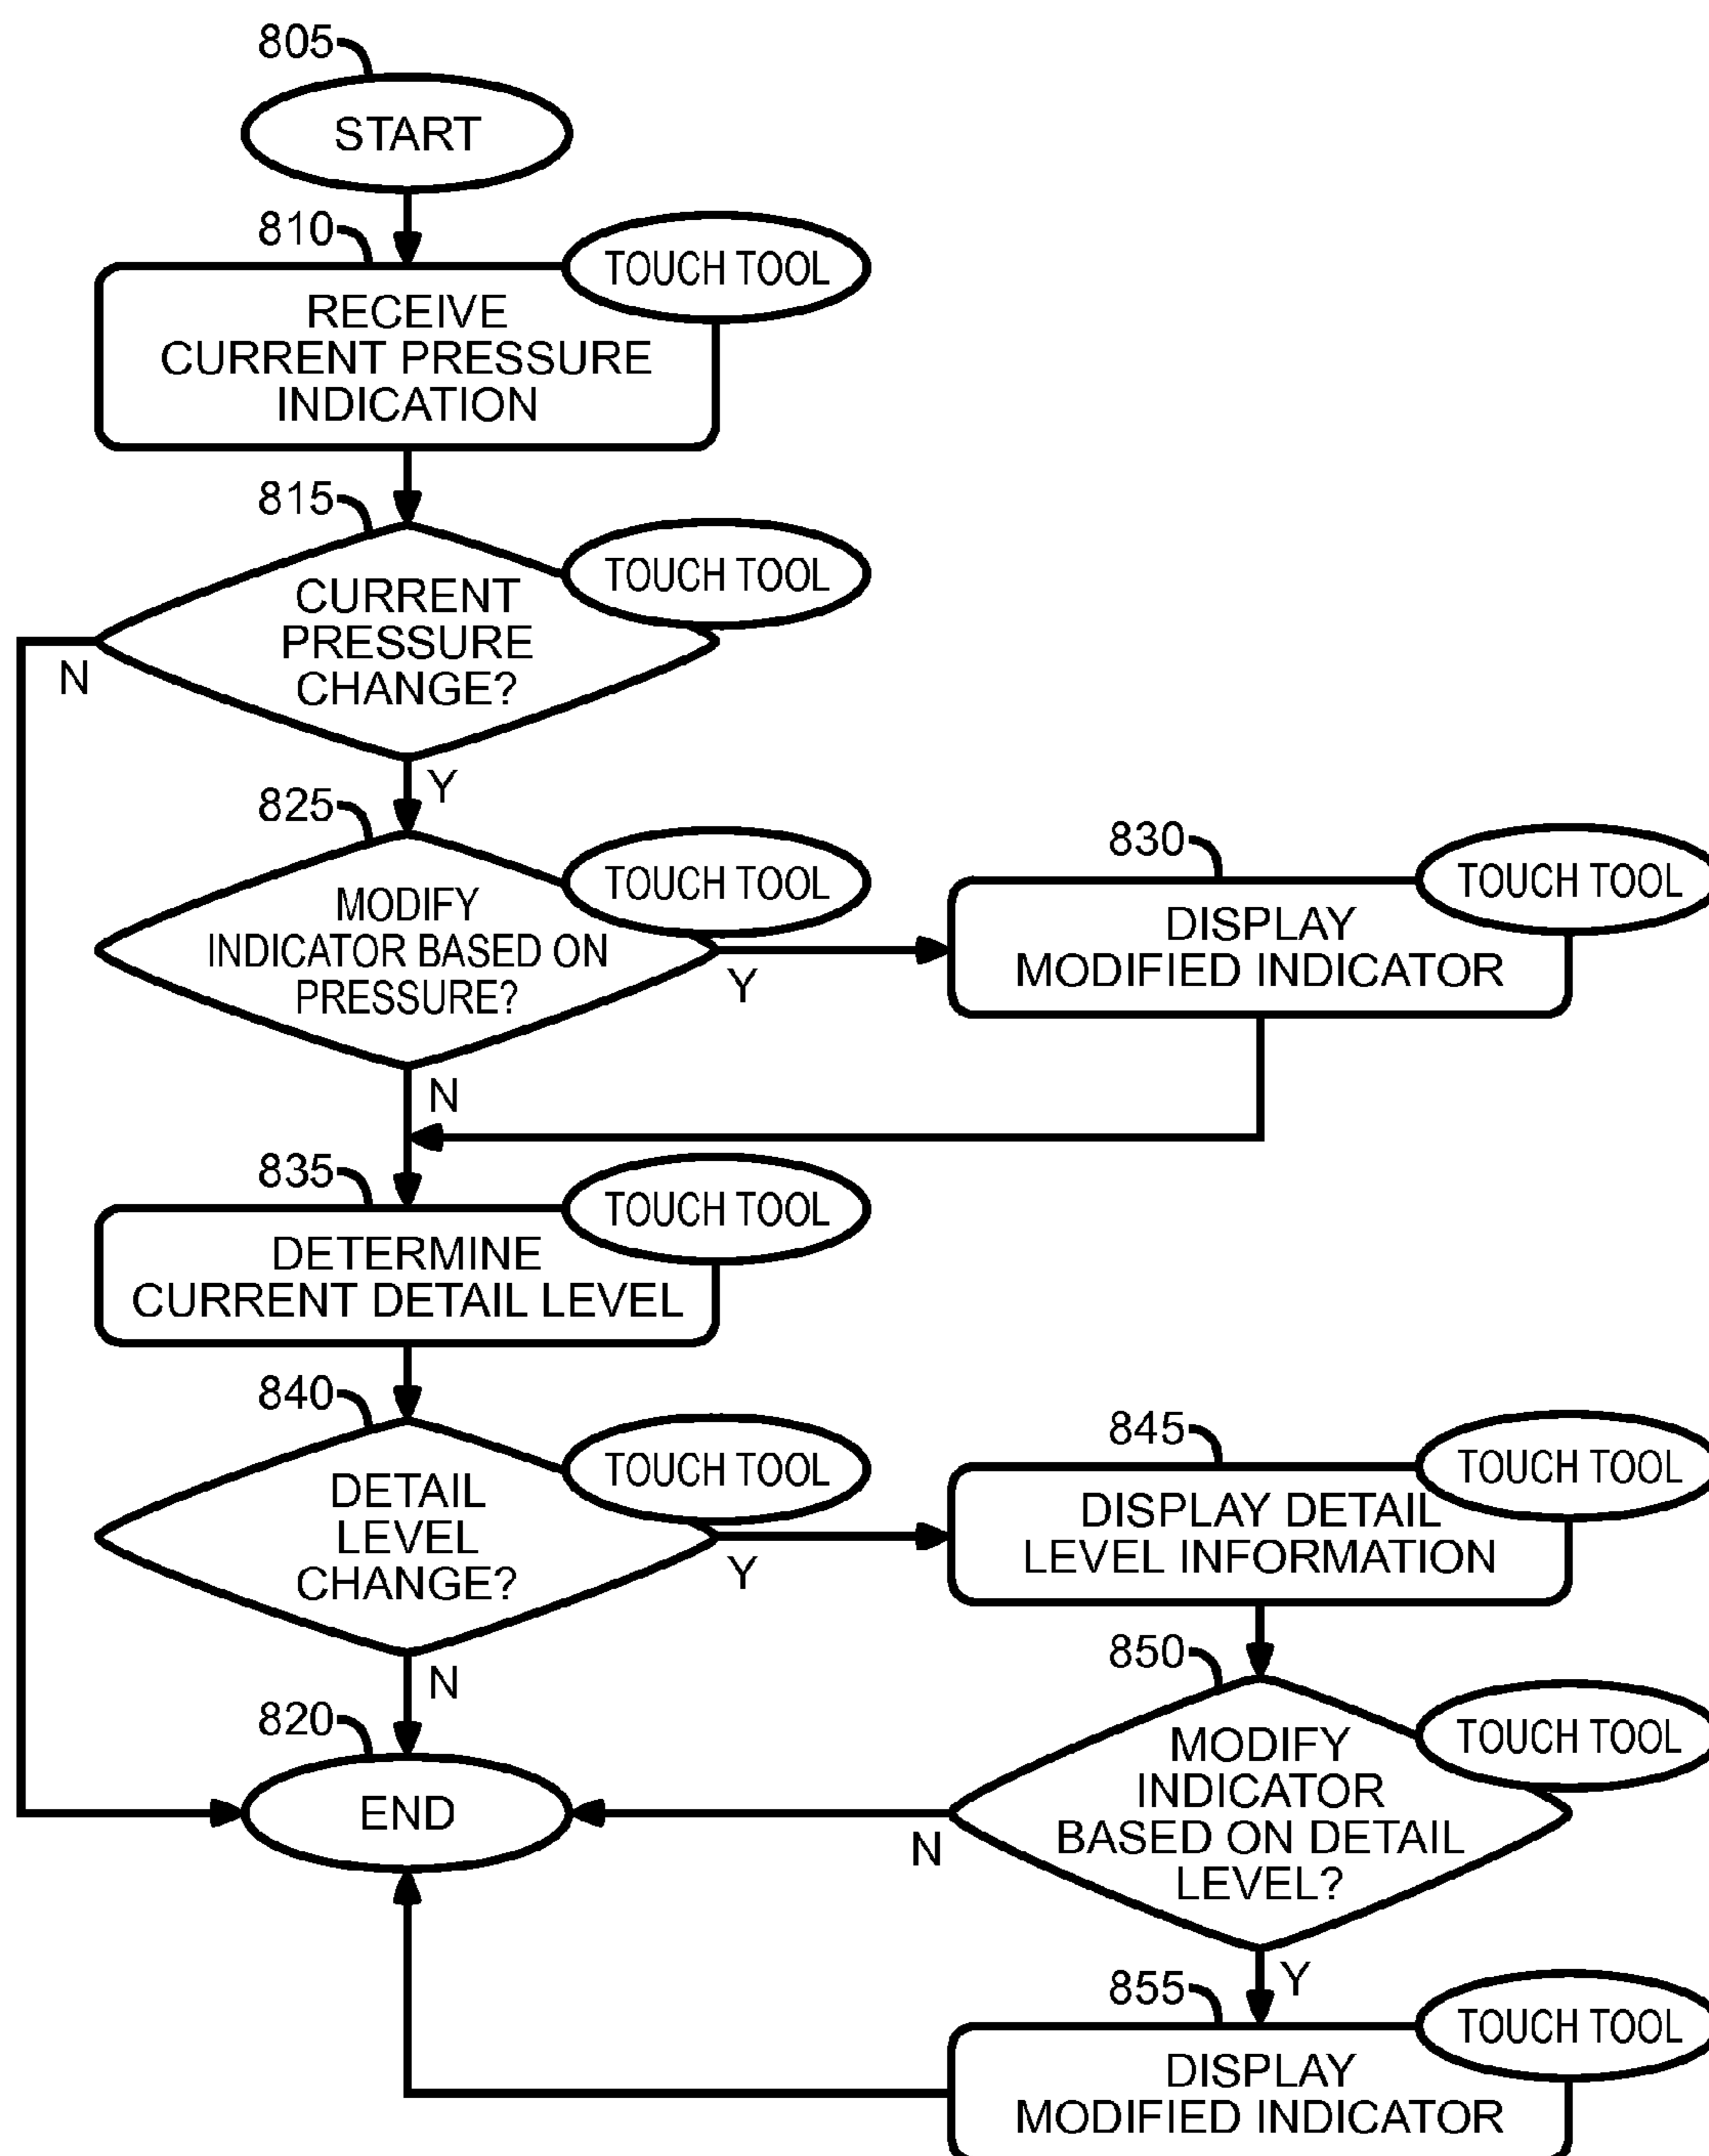 805
START
810
TOUCH TOOL
RECEIVE
CURRENT PRESSURE
INDICATION
815
TOUCH TOOL
CURRENT
PRESSURE
CHANGE?
N
Y
825
TOUCH TOOL
MODIFY
INDICATOR BASED ON
PRESSURE?
Y
830
TOUCH TOOL
DISPLAY
MODIFIED INDICATOR
N
835
TOUCH TOOL
DETERMINE
CURRENT DETAIL LEVEL
840
TOUCH TOOL
DETAIL
LEVEL
CHANGE?
Y
845
TOUCH TOOL
DISPLAY DETAIL
LEVEL INFORMATION
N
820
END
850
TOUCH TOOL
MODIFY
INDICATOR
BASED ON DETAIL
LEVEL?
N
Y
855
TOUCH TOOL
DISPLAY
MODIFIED INDICATOR